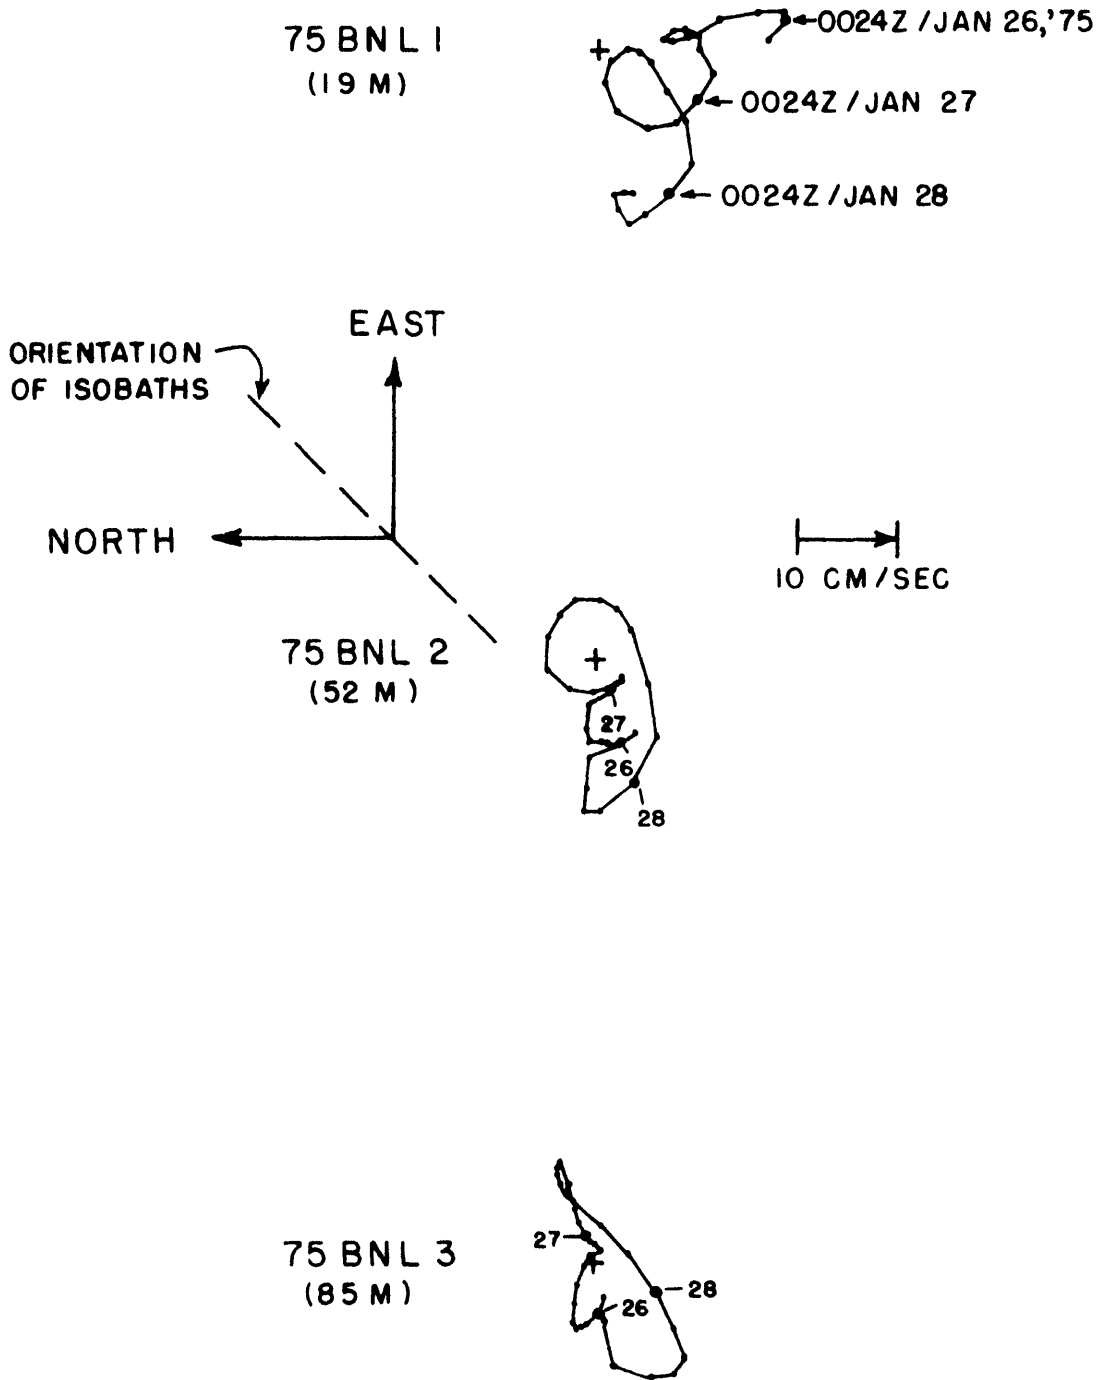 75 BNL 1
(19 M)
0024Z / JAN 26,'75
0024Z / JAN 27
0024Z / JAN 28
EAST
ORIENTATION
OF ISOBATHS
NORTH
10 CM/SEC
75 BNL 2
(52 M)
27
26
28
75 BNL 3
(85 M)
27
28
26